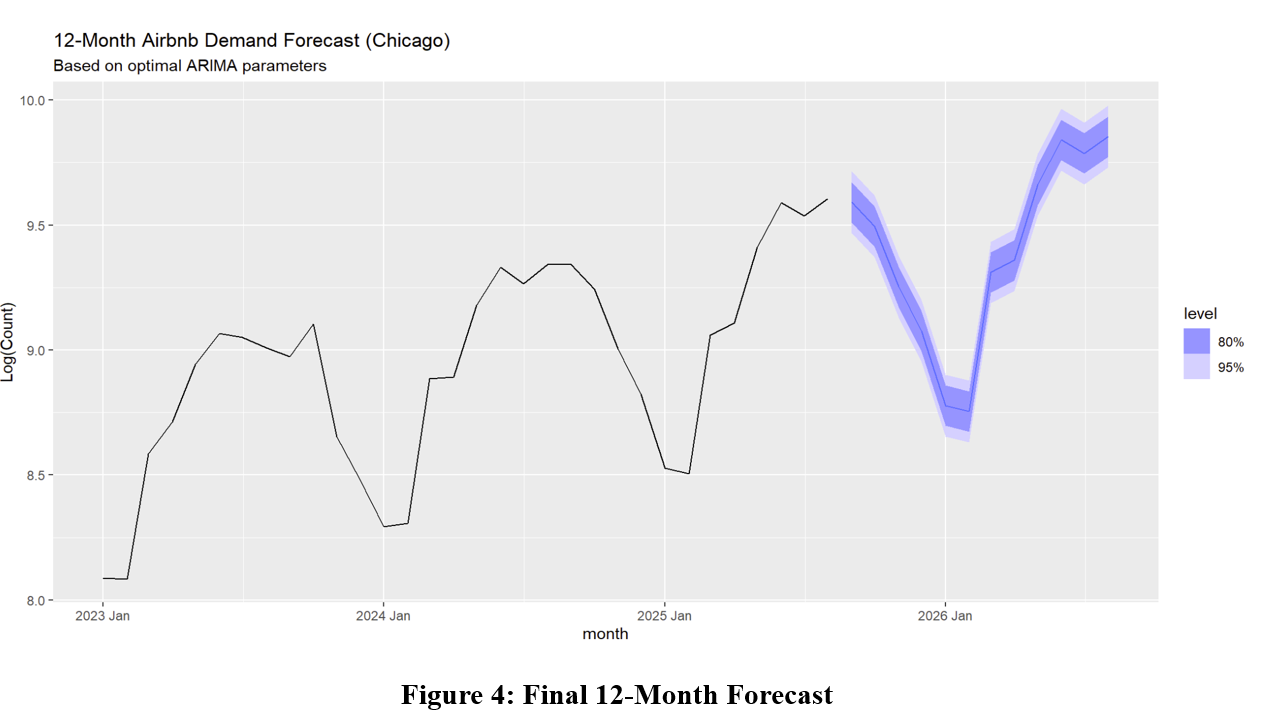 12-Month Airbnb Demand Forecast (Chicago)
Based on optimal ARIMA parameters
10.0
9.5
9.0
8.5
8.0
Log(Count)
2023 Jan
2024 Jan
2025 Jan
2026 Jan
month
level
80%
95%
Figure 4: Final 12-Month Forecast